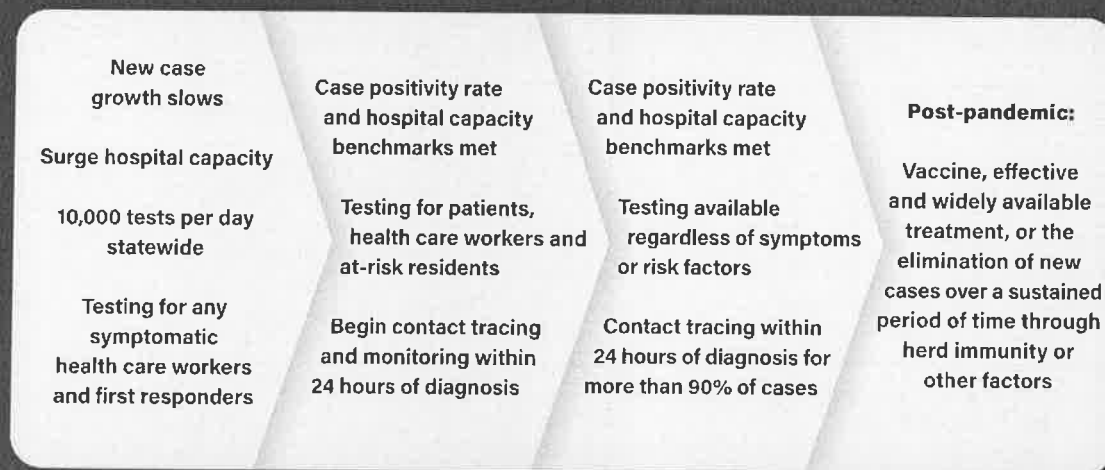 New case
growth slows
Surge hospital capacity
10,000 tests per day
statewide
Testing for any
symptomatic
health care workers
and first responders
Case positivity rate
and hospital capacity
benchmarks met
Testing for patients,
health care workers and
at-risk residents
Begin contact tracing
and monitoring within
24 hours of diagnosis
Case positivity rate
and hospital capacity
benchmarks met
Testing available
regardless of symptoms
or risk factors
Contact tracing within
24 hours of diagnosis for
more than 90% of cases
Post-pandemic:
Vaccine, effective
and widely available
treatment, or the
elimination of new
cases over a sustained
period of time through
herd immunity or
other factors